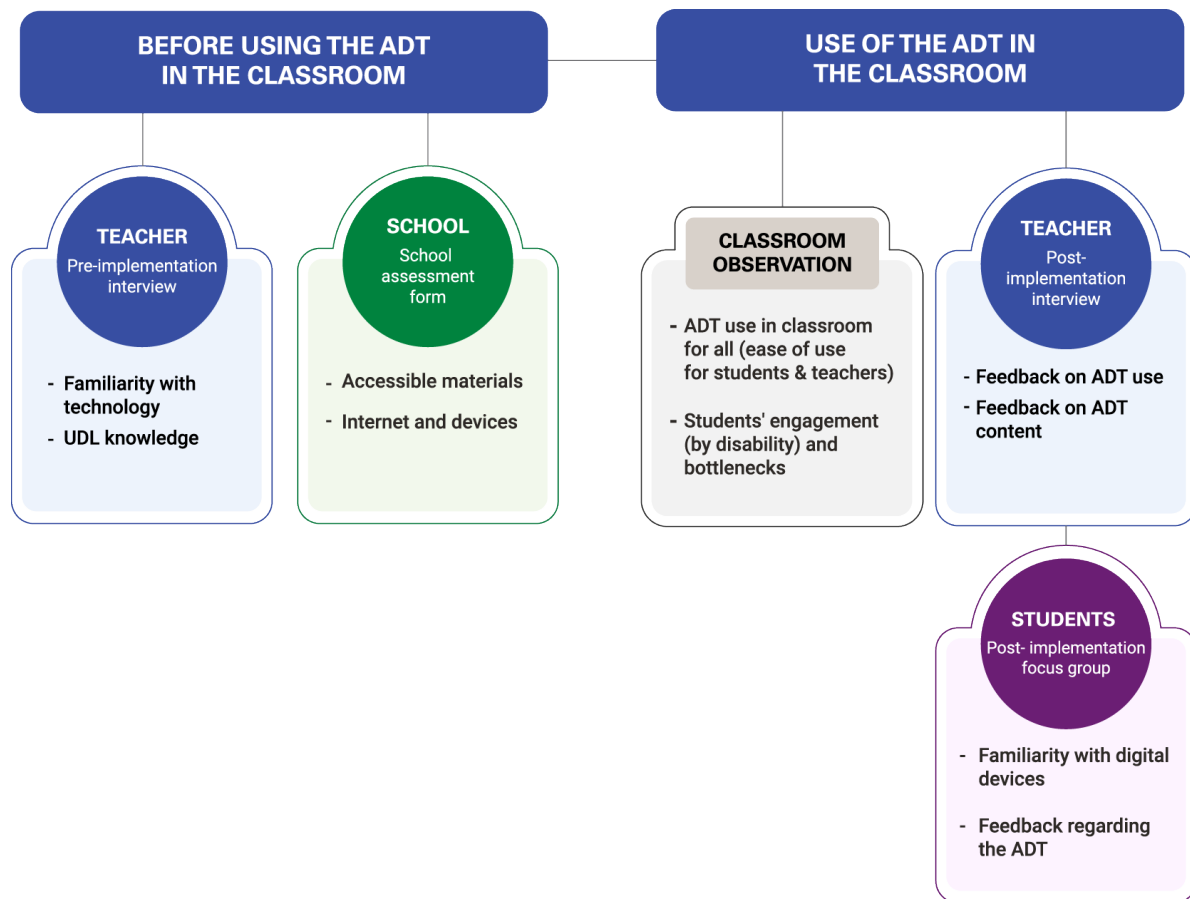 BEFORE USING THE ADT
IN THE CLASSROOM
USE OF THE ADT IN
THE CLASSROOM
TEACHER
Pre-implementation
interview
- Familiarity with
technology
- UDL knowledge
SCHOOL
School
assessment
form
- Accessible materials
- Internet and devices
CLASSROOM
OBSERVATION
- ADT use in classroom
for all (ease of use
for students & teachers)
- Students' engagement
(by disability) and
bottlenecks
TEACHER
Post-
implementation
interview
- Feedback on ADT use
- Feedback on ADT
content
STUDENTS
Post- implementation
focus group
- Familiarity with digital
devices
- Feedback regarding
the ADT